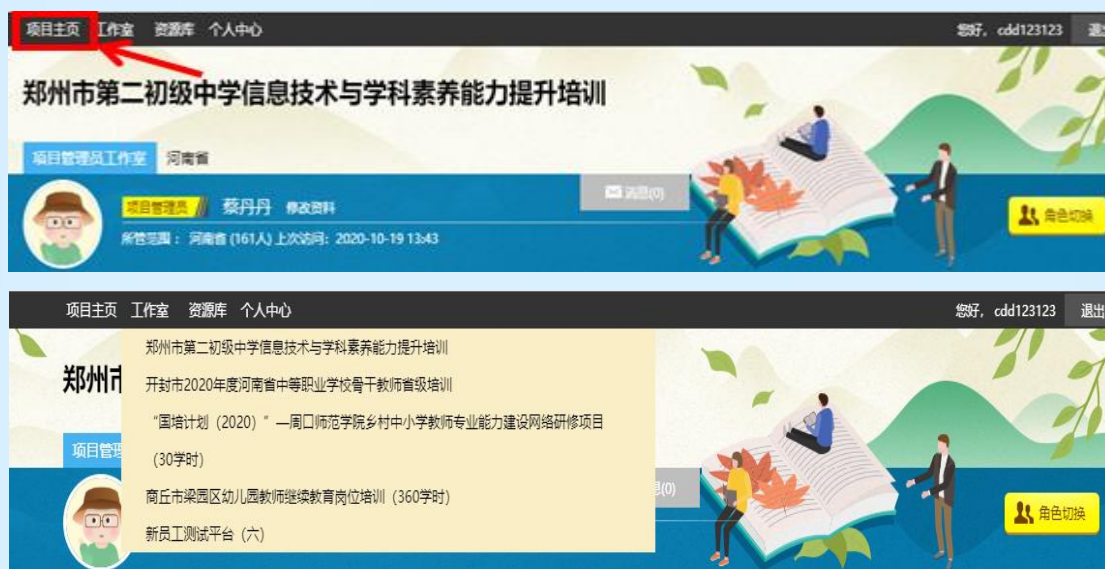 项目主页 工作室 资源库 个人中心 您好，cdd123123 退出
郑州市第二初级中学信息技术与学科素养能力提升培训
项目管理员工作室 河南省
消息(0)
项目管理员 蔡丹丹 修改资料
角色切换
所管范围： 河南省 (161人) 上次访问：2020-10-19 13:43
项目主页 工作室 资源库 个人中心 您好，cdd123123 退出
郑州市第二初级中学信息技术与学科素养能力提升培训
郑州市
开封市2020年度河南省中等职业学校骨干教师省级培训
“国培计划（2020）”—周口师范学院乡村中小学教师专业能力建设网络研修项目
项目管理
（30学时）
商丘市梁园区幼儿园教师继续教育岗位培训（360学时）
(0)
角色切换
新员工测试平台（六）